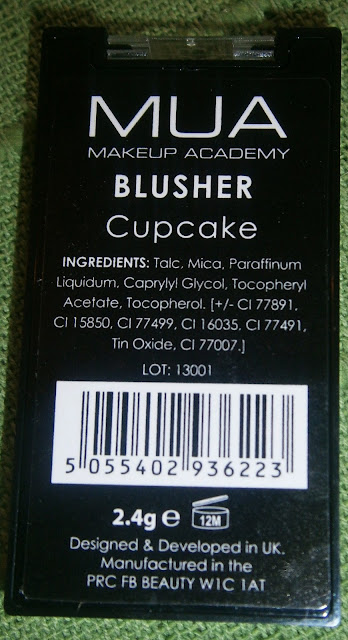 MUA
MAKEUP ACADEMY
BLUSHER
Cupcake
INGREDIENTS: Talc, Mica, Paraffinum
Liquidum, Caprylyl Glycol, Tocopheryl
Acetate, Tocopherol. [+/- CI 77891,
CI 15850, CI 77499, CI 16035, CI 77491,
Tin Oxide, CI 77007.]
LOT: 13001
5 055402 936223
2.4g e 12M
Designed & Developed in UK.
Manufactured in the
PRC FB BEAUTY W1C 1AT